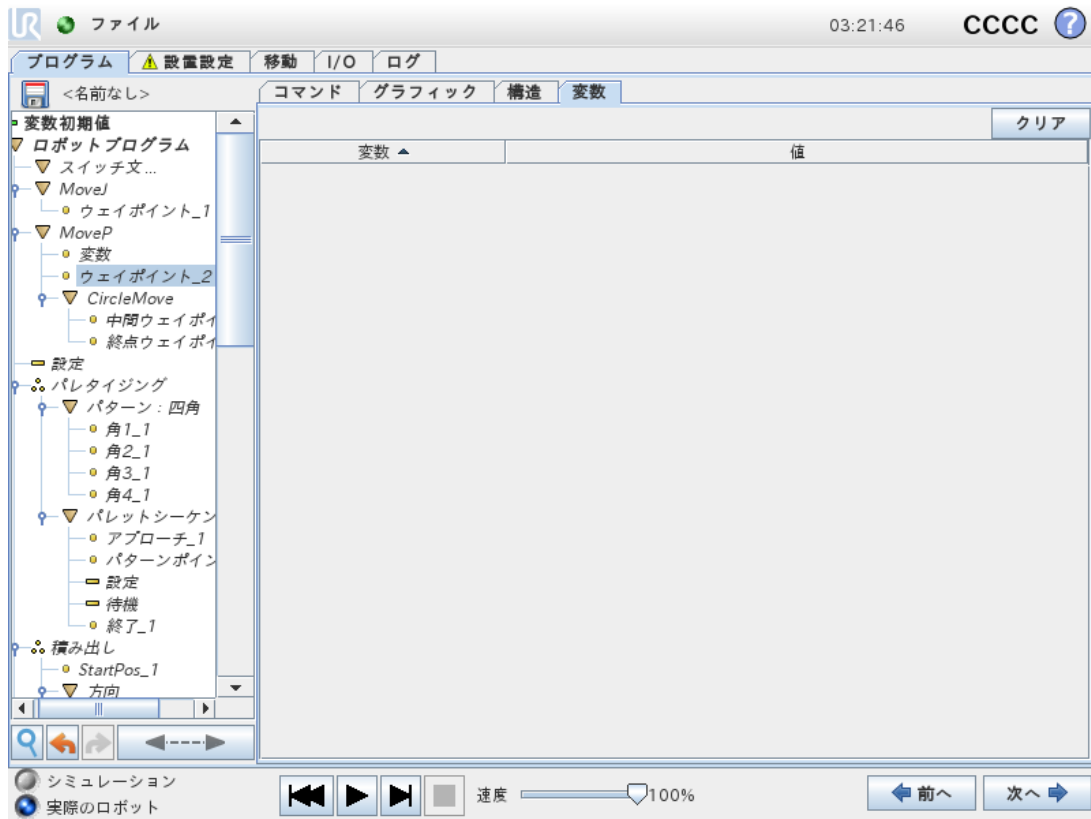 UR ファイル 03:21:46 CCCC ?
プログラム 設置設定 移動 I/O ログ
<名前なし> コマンド グラフィック 構造 変数
クリア
変数 値
変数初期値
ロボットプログラム
スイッチ文...
MoveJ
ウェイポイント_1
MoveP
変数
ウェイポイント_2
CircleMove
中間ウェイポイ
終点ウェイポイ
設定
パレタイジング
パターン : 四角
角1_1
角2_1
角3_1
角4_1
パレットシーケン
アプローチ_1
パターンポイン
設定
待機
終了_1
積み出し
StartPos_1
方向
シミュレーション
実際のロボット
速度 100% 前へ 次へ